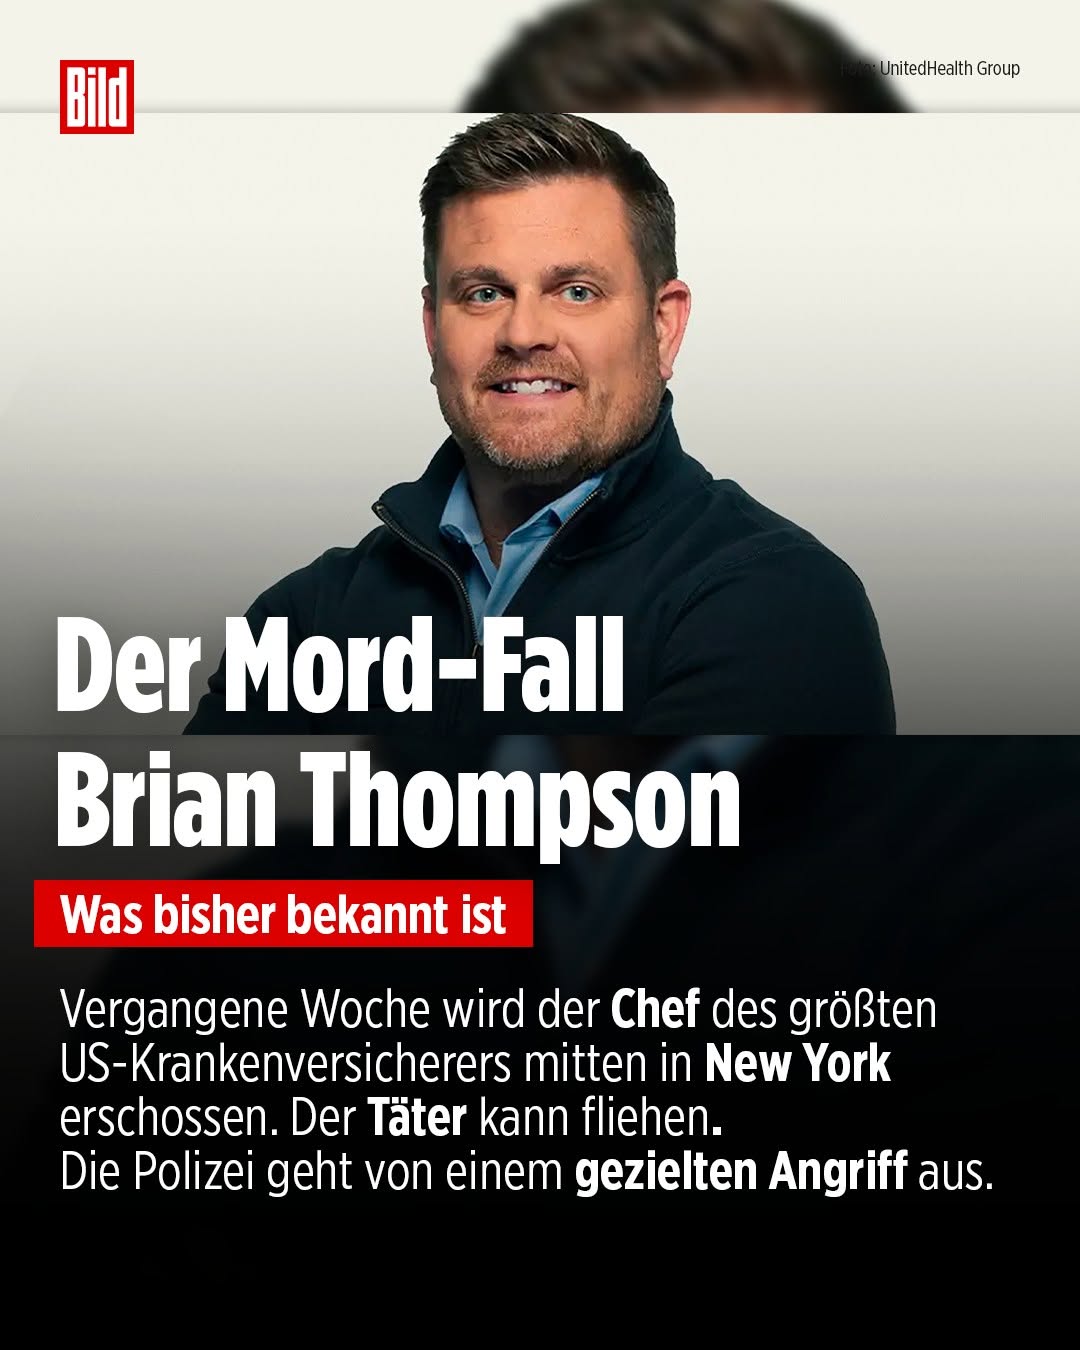 Bild
Foto: UnitedHealth Group
Der Mord-Fall
Brian Thompson
Was bisher bekannt ist
Vergangene Woche wird der Chef des größten
US-Krankenversicherers mitten in New York
erschossen. Der Täter kann fliehen.
Die Polizei geht von einem gezielten Angriff aus.